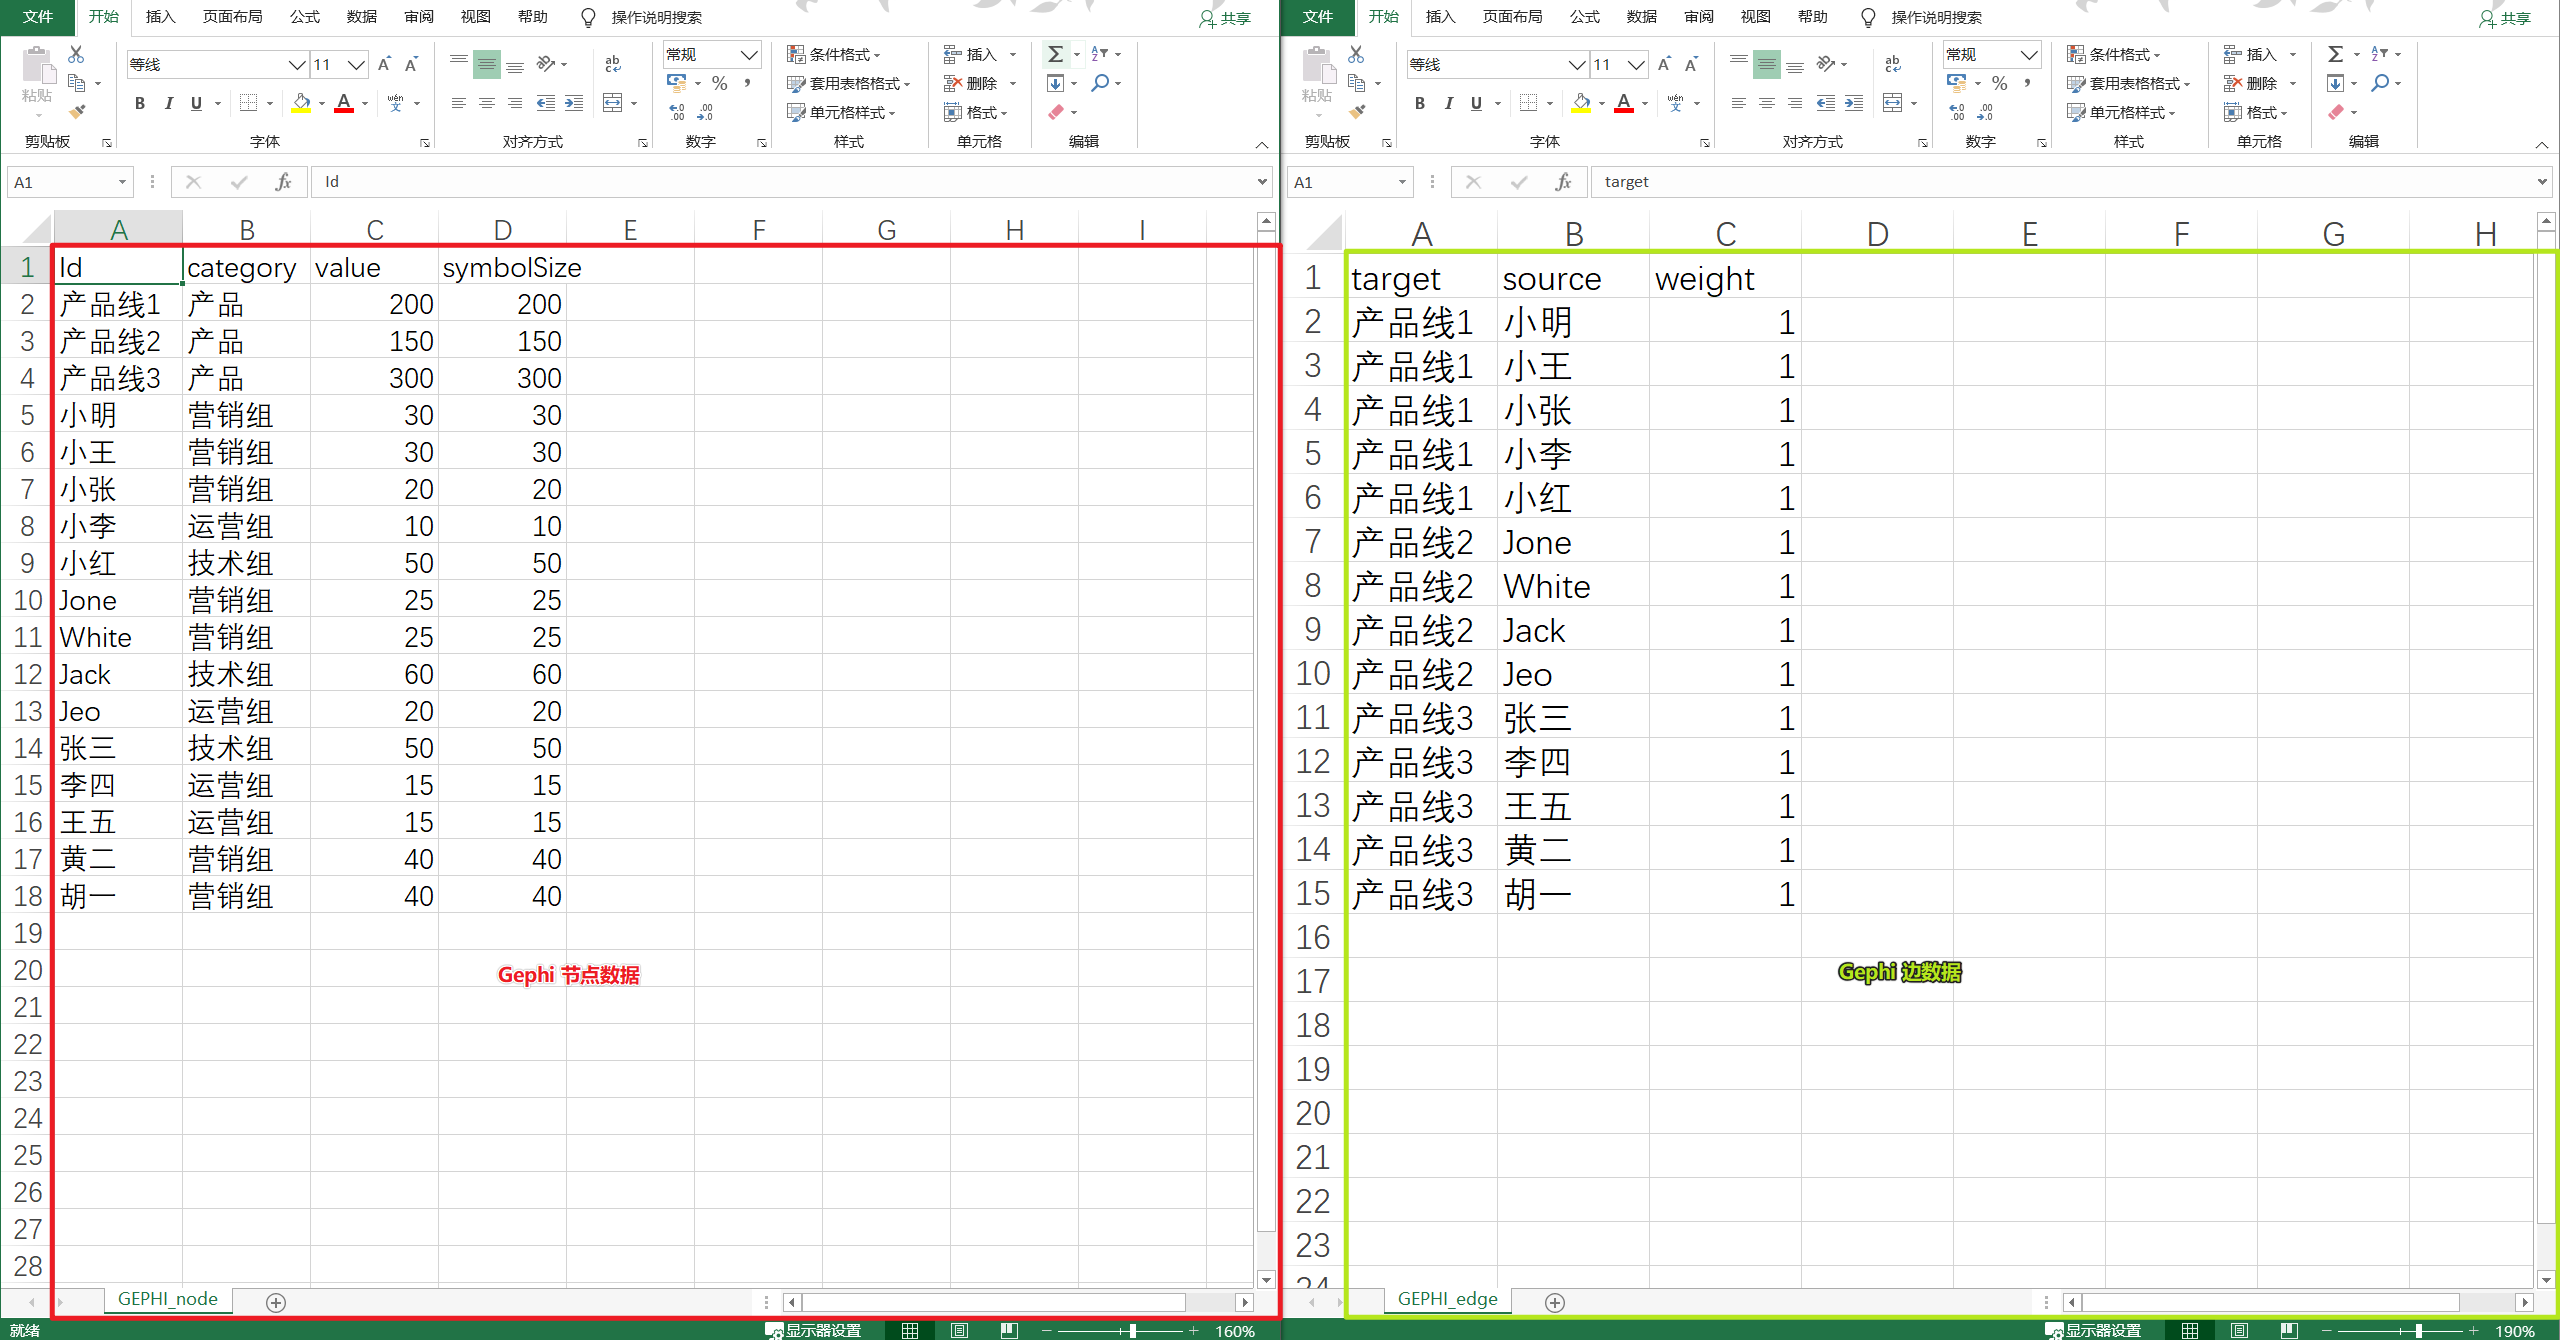 文件 开始 插入 页面布局 公式 数据 审阅 视图 帮助 操作说明搜索 共享
粘贴 等线 11 A A ab 常规 条件格式 插入 Σ
B I U A wén 文 % , 套用表格格式 删除
单元格样式 格式
剪贴板 字体 对齐方式 数字 样式 单元格 编辑
A1 fx Id
A B C D E F G H I
1 Id category value symbolSize
2 产品线1 产品 200 200
3 产品线2 产品 150 150
4 产品线3 产品 300 300
5 小明 营销组 30 30
6 小王 营销组 30 30
7 小张 营销组 20 20
8 小李 运营组 10 10
9 小红 技术组 50 50
10 Jone 营销组 25 25
11 White 营销组 25 25
12 Jack 技术组 60 60
13 Jeo 运营组 20 20
14 张三 技术组 50 50
15 李四 运营组 15 15
16 王五 运营组 15 15
17 黄二 营销组 40 40
18 胡一 营销组 40 40
19
20 Gephi 节点数据
21
22
23
24
25
26
27
28
GEPHI_node
就绪 显示器设置 160%
文件 开始 插入 页面布局 公式 数据 审阅 视图 帮助 操作说明搜索 共享
粘贴 等线 11 A A ab 常规 条件格式 插入 Σ
B I U A wén 文 % , 套用表格格式 删除
单元格样式 格式
剪贴板 字体 对齐方式 数字 样式 单元格 编辑
A1 fx target
A B C D E F G H
1 target source weight
2 产品线1 小明 1
3 产品线1 小王 1
4 产品线1 小张 1
5 产品线1 小李 1
6 产品线1 小红 1
7 产品线2 Jone 1
8 产品线2 White 1
9 产品线2 Jack 1
10 产品线2 Jeo 1
11 产品线3 张三 1
12 产品线3 李四 1
13 产品线3 王五 1
14 产品线3 黄二 1
15 产品线3 胡一 1
16
Gephi 边数据
17
18
19
20
21
22
23
24
GEPHI_edge
显示器设置 190%